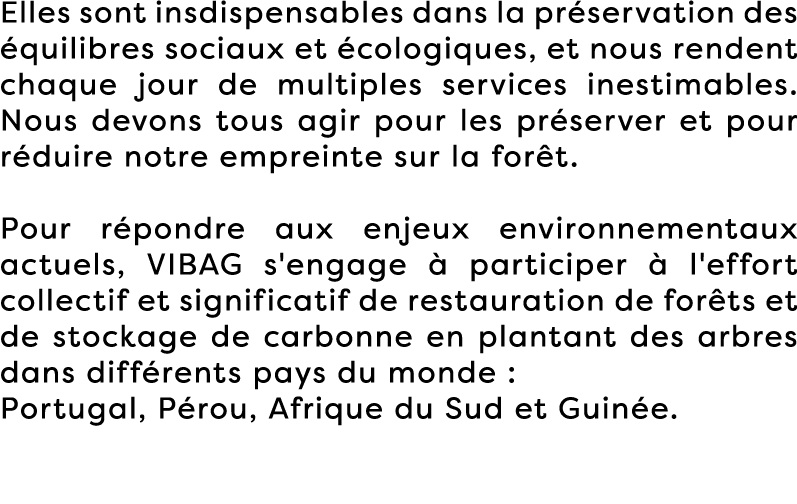 Elles sont insdispensables dans la préservation des
équilibres sociaux et écologiques, et nous rendent
chaque jour de multiples services inestimables.
Nous devons tous agir pour les préserver et pour
réduire notre empreinte sur la forêt.

Pour répondre aux enjeux environnementaux
actuels, VIBAG s'engage à participer à l'effort
collectif et significatif de restauration de forêts et
de stockage de carbonne en plantant des arbres
dans différents pays du monde :
Portugal, Pérou, Afrique du Sud et Guinée.